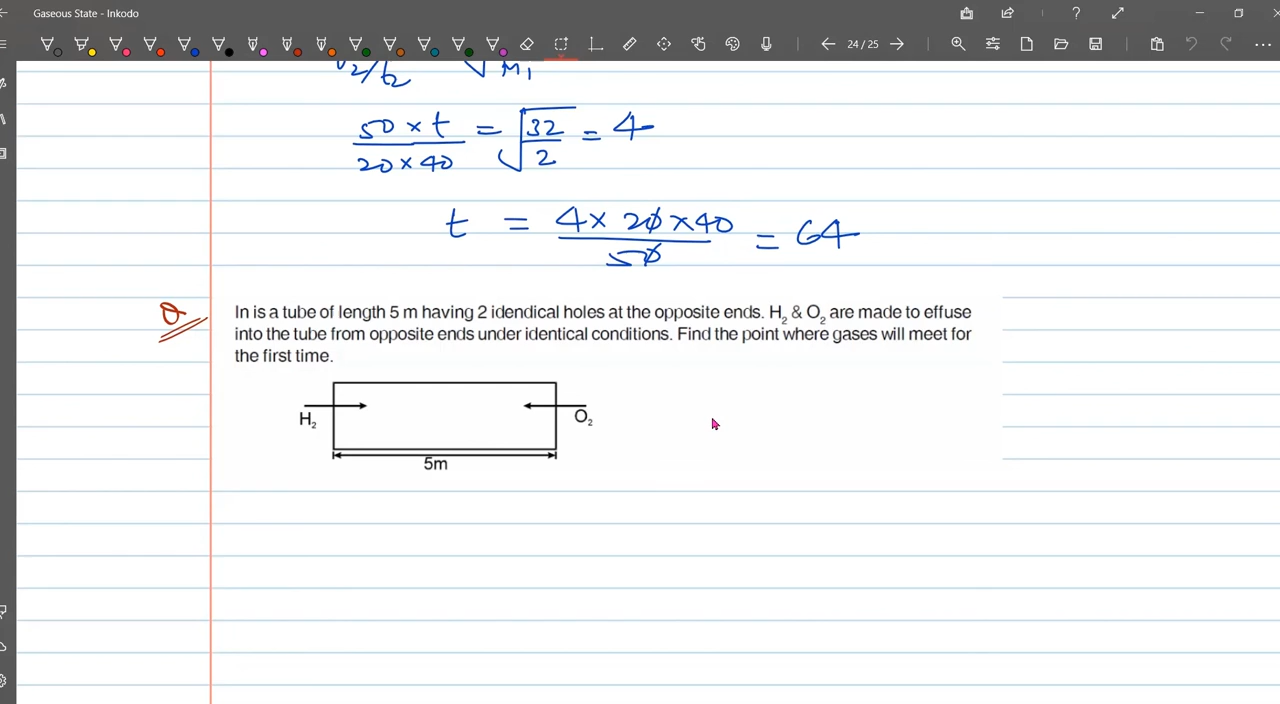 Gaseous State - Inkodo
24 / 25
V₂/t₂ √M₁
50 × t / 20 × 40 = √32/2 = 4
t = 4 × 20 × 40 / 50 = 64
Q
In is a tube of length 5 m having 2 idendical holes at the opposite ends. H₂ & O₂ are made to effuse
into the tube from opposite ends under identical conditions. Find the point where gases will meet for
the first time.
H₂ O₂
5m